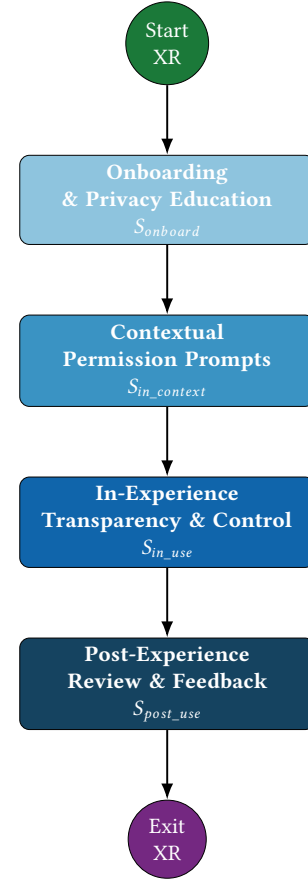 Start
XR
Onboarding
& Privacy Education
S_onboard
Contextual
Permission Prompts
S_in_context
In-Experience
Transparency & Control
S_in_use
Post-Experience
Review & Feedback
S_post_use
Exit
XR